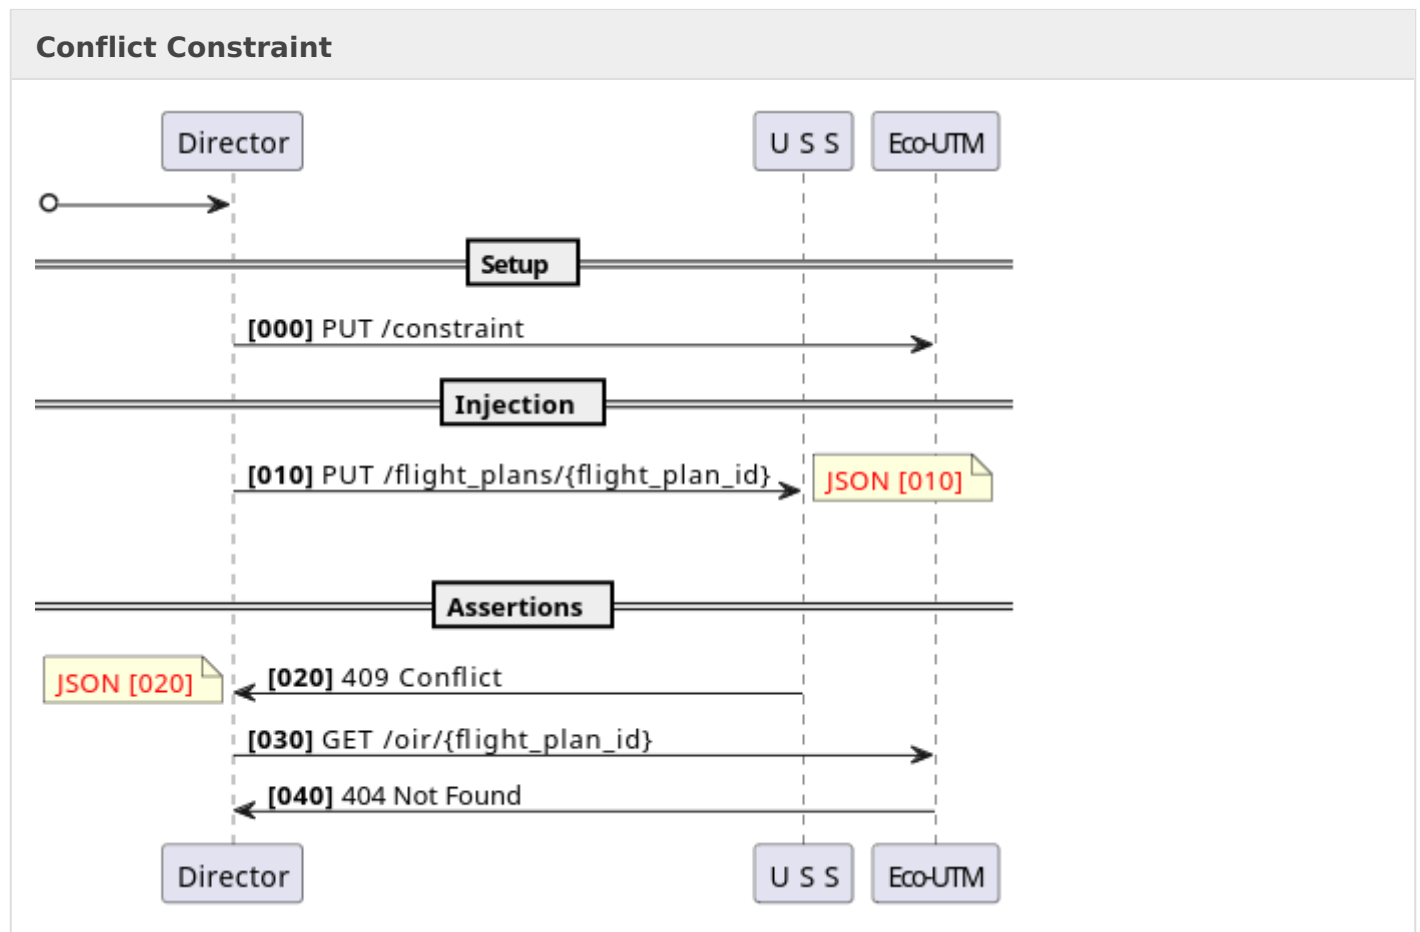 Conflict Constraint
Director
U S S
Eco-UTM
Setup
[000] PUT /constraint
Injection
[010] PUT /flight_plans/{flight_plan_id}
JSON [010]
Assertions
JSON [020]
[020] 409 Conflict
[030] GET /oir/{flight_plan_id}
[040] 404 Not Found
Director
U S S
Eco-UTM